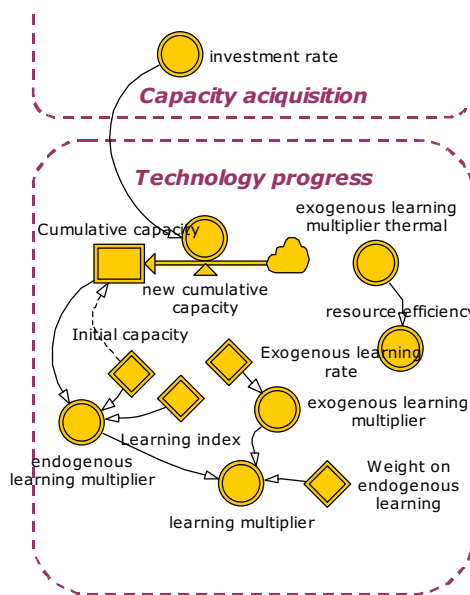 investment rate
Capacity aciquisition
Technology progress
exogenous learning
multiplier thermal
Cumulative capacity
new cumulative
capacity
resource efficiency
Initial capacity
Exogenous learning
rate
exogenous learning
multiplier
Learning index
endogenous
learning multiplier
Weight on
endogenous
learning
learning multiplier